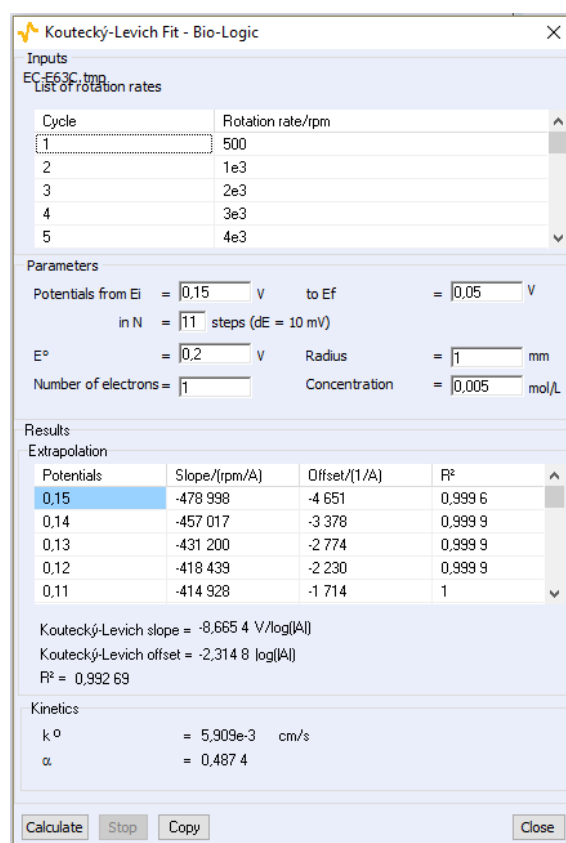 Koutecký-Levich Fit - Bio-Logic
Inputs
EC-E63C.tmp
List of rotation rates
Cycle Rotation rate/rpm
1 500
2 1e3
3 2e3
4 3e3
5 4e3
Parameters
Potentials from Ei = 0,15 V to Ef = 0,05 V
in N = 11 steps (dE = 10 mV)
E° = 0,2 V Radius = 1 mm
Number of electrons = 1 Concentration = 0,005 mol/L
Results
Extrapolation
Potentials Slope/(rpm/A) Offset/(1/A) R²
0,15 -478 998 -4 651 0,999 6
0,14 -457 017 -3 378 0,999 9
0,13 -431 200 -2 774 0,999 9
0,12 -418 439 -2 230 0,999 9
0,11 -414 928 -1 714 1
Koutecký-Levich slope = -8,665 4 V/log(|A|)
Koutecký-Levich offset = -2,314 8 log(|A|)
R² = 0,992 69
Kinetics
k° = 5,909e-3 cm/s
α = 0,487 4
Calculate Stop Copy Close